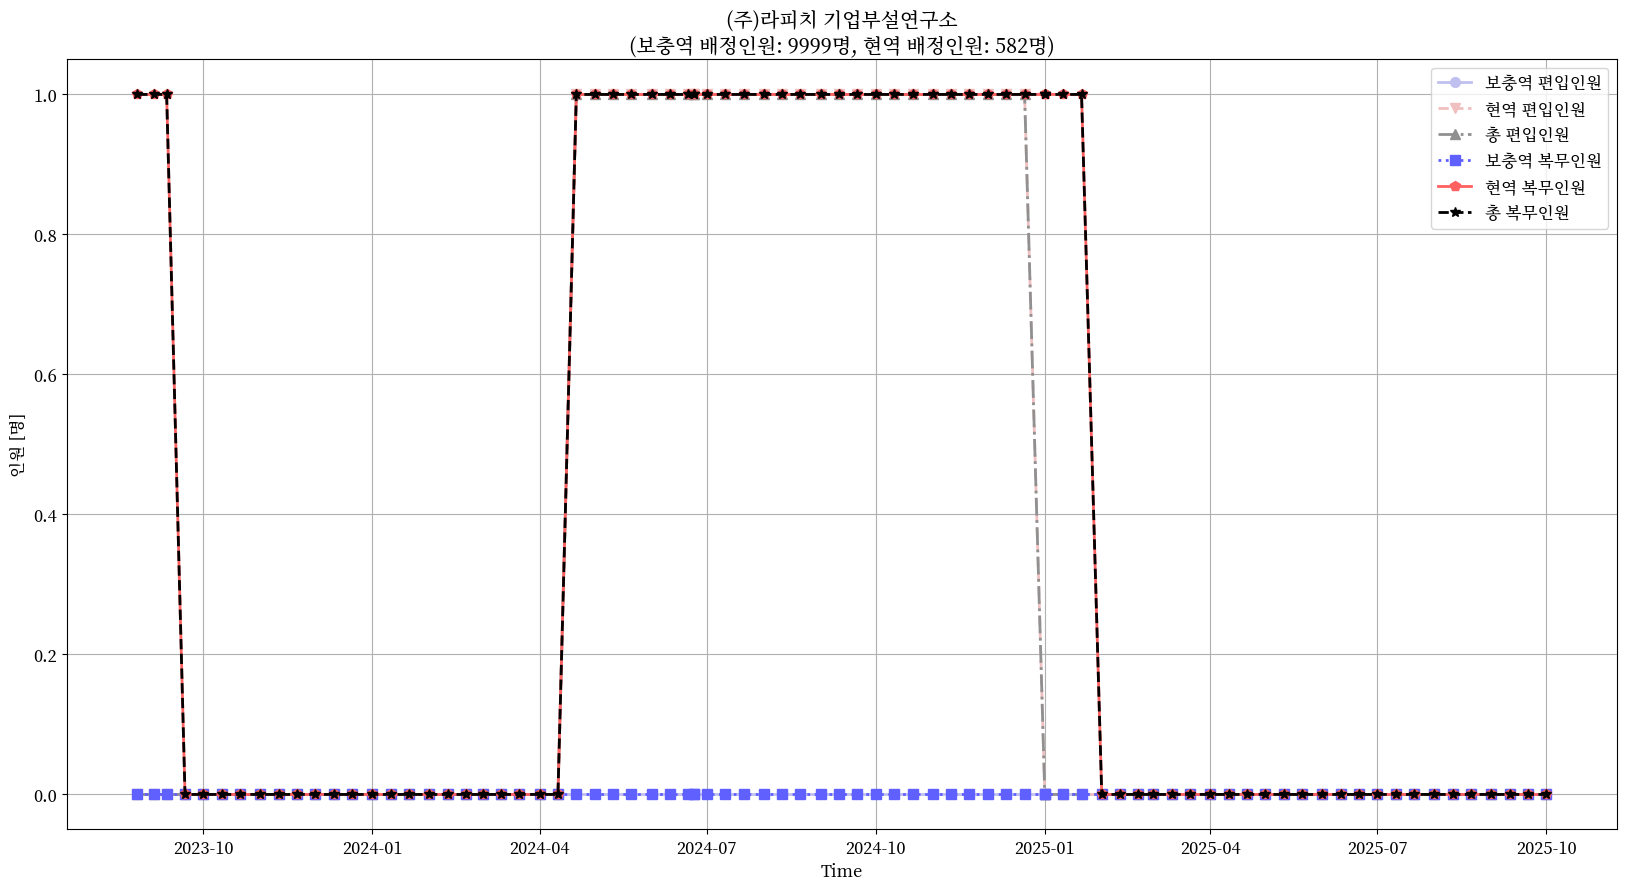 (주)라피치 기업부설연구소
(보충역 배정인원: 9999명, 현역 배정인원: 582명)
보충역 편입인원
현역 편입인원
총 편입인원
보충역 복무인원
현역 복무인원
총 복무인원
인원 [명]
1.0
0.8
0.6
0.4
0.2
0.0
2023-10 2024-01 2024-04 2024-07 2024-10 2025-01 2025-04 2025-07 2025-10
Time